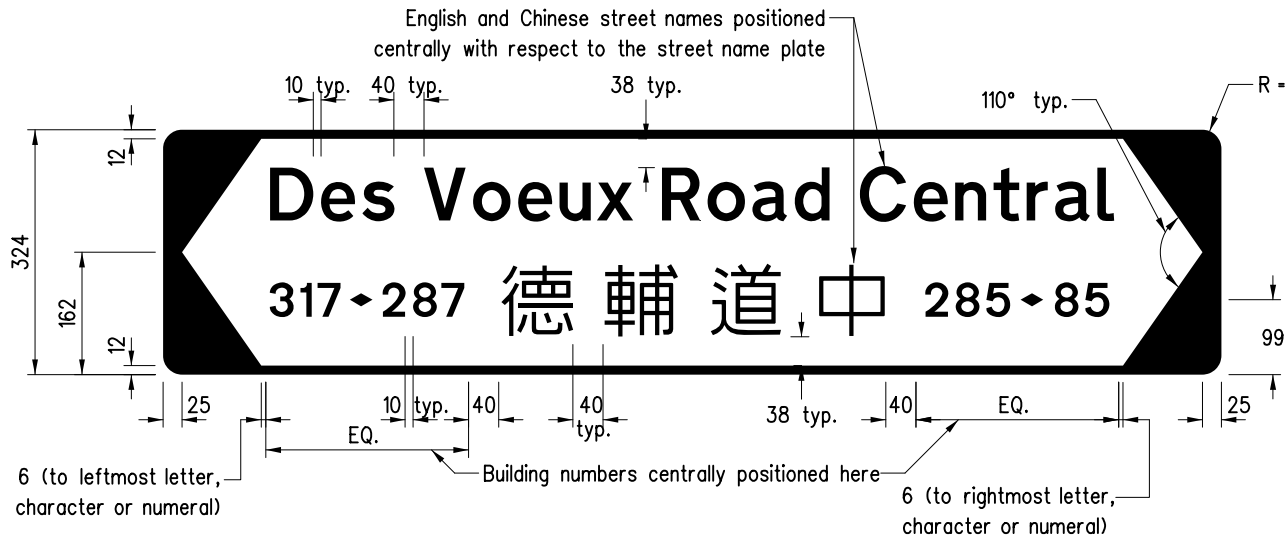 English and Chinese street names positioned
centrally with respect to the street name plate
10 typ.
40 typ.
38 typ.
110° typ.
R =
12
Des Voeux Road Central
324
162
317 287 德輔道中 285 85
12
99
25
10 typ.
40
40
typ.
38 typ.
40
EQ.
25
EQ.
Building numbers centrally positioned here
6 (to leftmost letter,
character or numeral)
6 (to rightmost letter,
character or numeral)